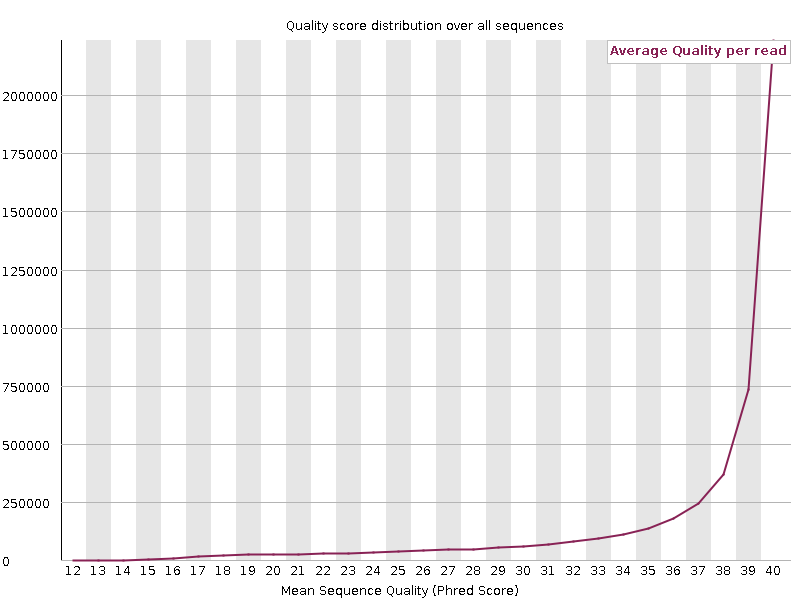 Quality score distribution over all sequences
Average Quality per read
2000000
1750000
1500000
1250000
1000000
750000
500000
250000
0
12 13 14 15 16 17 18 19 20 21 22 23 24 25 26 27 28 29 30 31 32 33 34 35 36 37 38 39 40
Mean Sequence Quality (Phred Score)